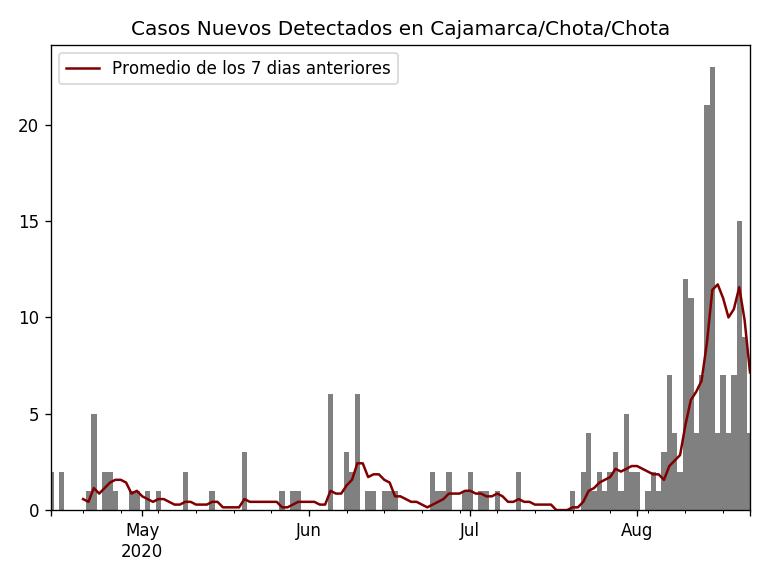 Casos Nuevos Detectados en Cajamarca/Chota/Chota
Promedio de los 7 dias anteriores
20
15
10
5
0
May
2020
Jun
Jul
Aug